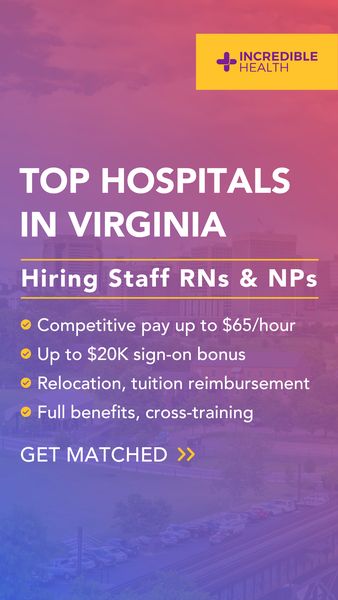 INCREDIBLE
HEALTH
TOP HOSPITALS
IN VIRGINIA
Hiring Staff RNs & NPs
Competitive pay up to $65/hour
Up to $20K sign-on bonus
Relocation, tuition reimbursement
Full benefits, cross-training
GET MATCHED